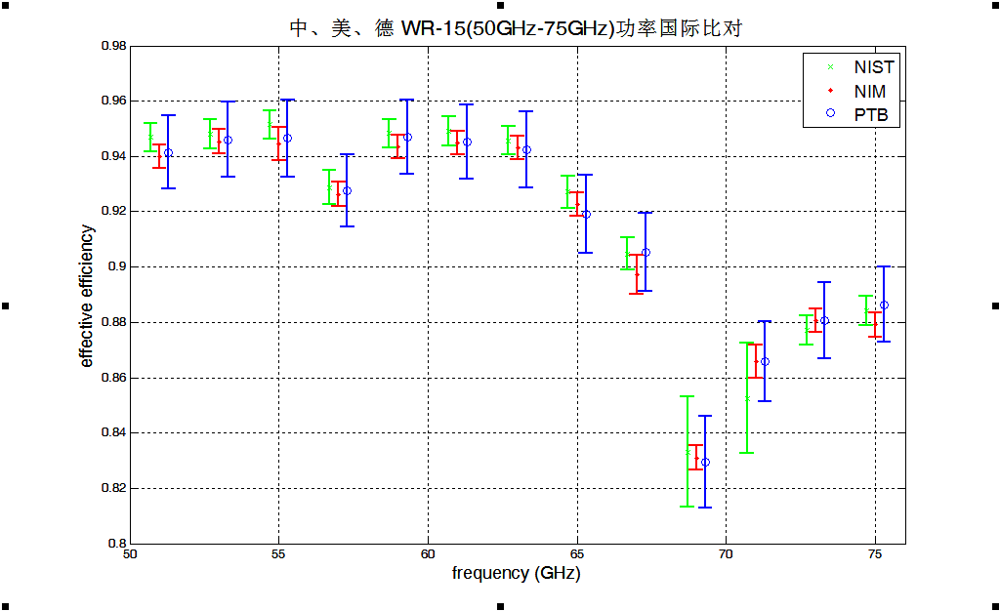 中、美、德 WR-15(50GHz-75GHz)功率国际比对
NIST
NIM
PTB
effective efficiency
0.98
0.96
0.94
0.92
0.9
0.88
0.86
0.84
0.82
0.8
50
55
60
65
70
75
frequency (GHz)